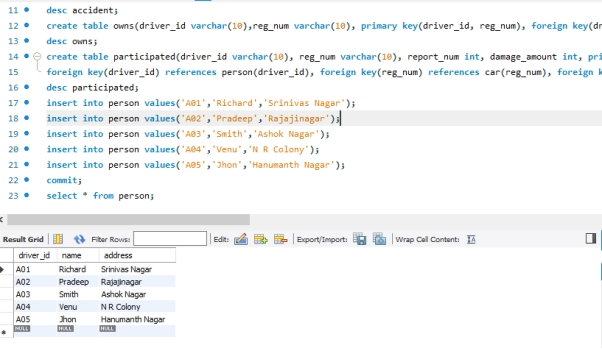 11 desc accident;
12 create table owns(driver_id varchar(10),reg_num varchar(10), primary key(driver_id, reg_num), foreign key(d
13 desc owns;
14 create table participated(driver_id varchar(10), reg_num varchar(10), report_num int, damage_amount int, pri
15 foreign key(driver_id) references person(driver_id), foreign key(reg_num) references car(reg_num), foreign k
16 desc participated;
17 insert into person values('A01','Richard','Srinivas Nagar');
18 insert into person values('A02','Pradeep','Rajajinagar');
19 insert into person values('A03','Smith','Ashok Nagar');
20 insert into person values('A04','Venu','N R Colony');
21 insert into person values('A05','Jhon','Hanumanth Nagar');
22 commit;
23 select * from person;
Result Grid Filter Rows: Edit: Export/Import: Wrap Cell Content:
driver_id name address
A01 Richard Srinivas Nagar
A02 Pradeep Rajajinagar
A03 Smith Ashok Nagar
A04 Venu N R Colony
A05 Jhon Hanumanth Nagar
NULL NULL NULL